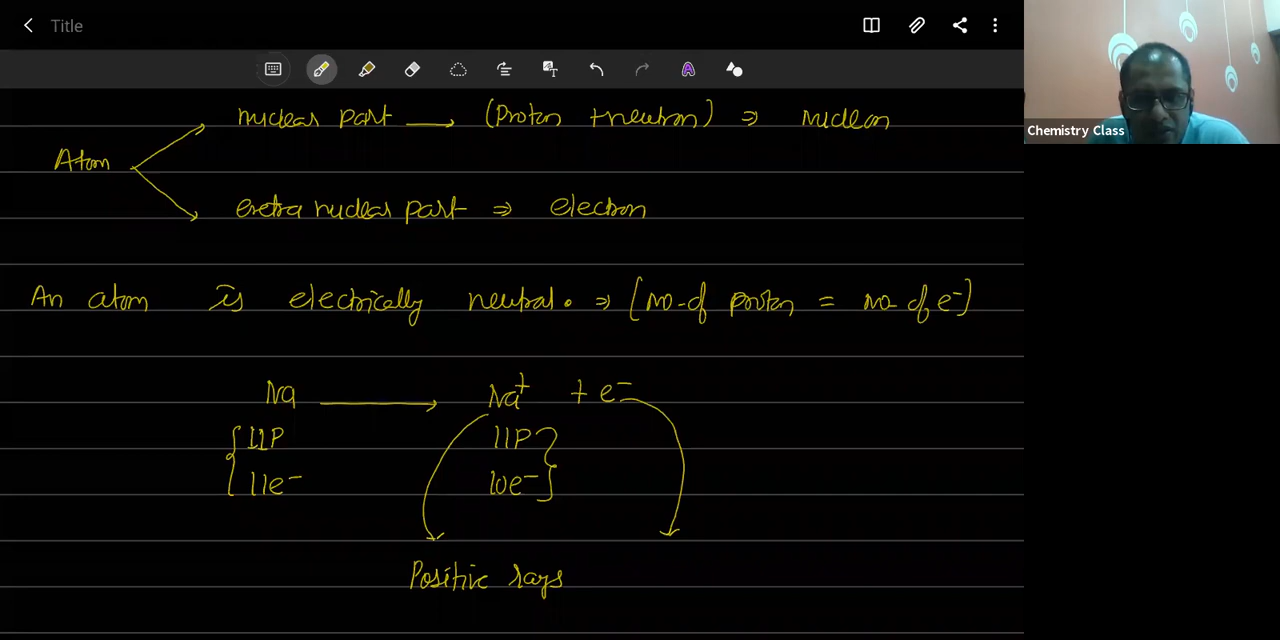 Title
Chemistry Class
nuclear part → (Proton + neutron) ⇒ nucleon
Atom
extra nuclear part ⇒ electron
An atom is electrically neutral. ⇒ [No. of proton = No. of e⁻]
Na → Na⁺ + e⁻
11P 11P
11e⁻ 10e⁻
Positive rays